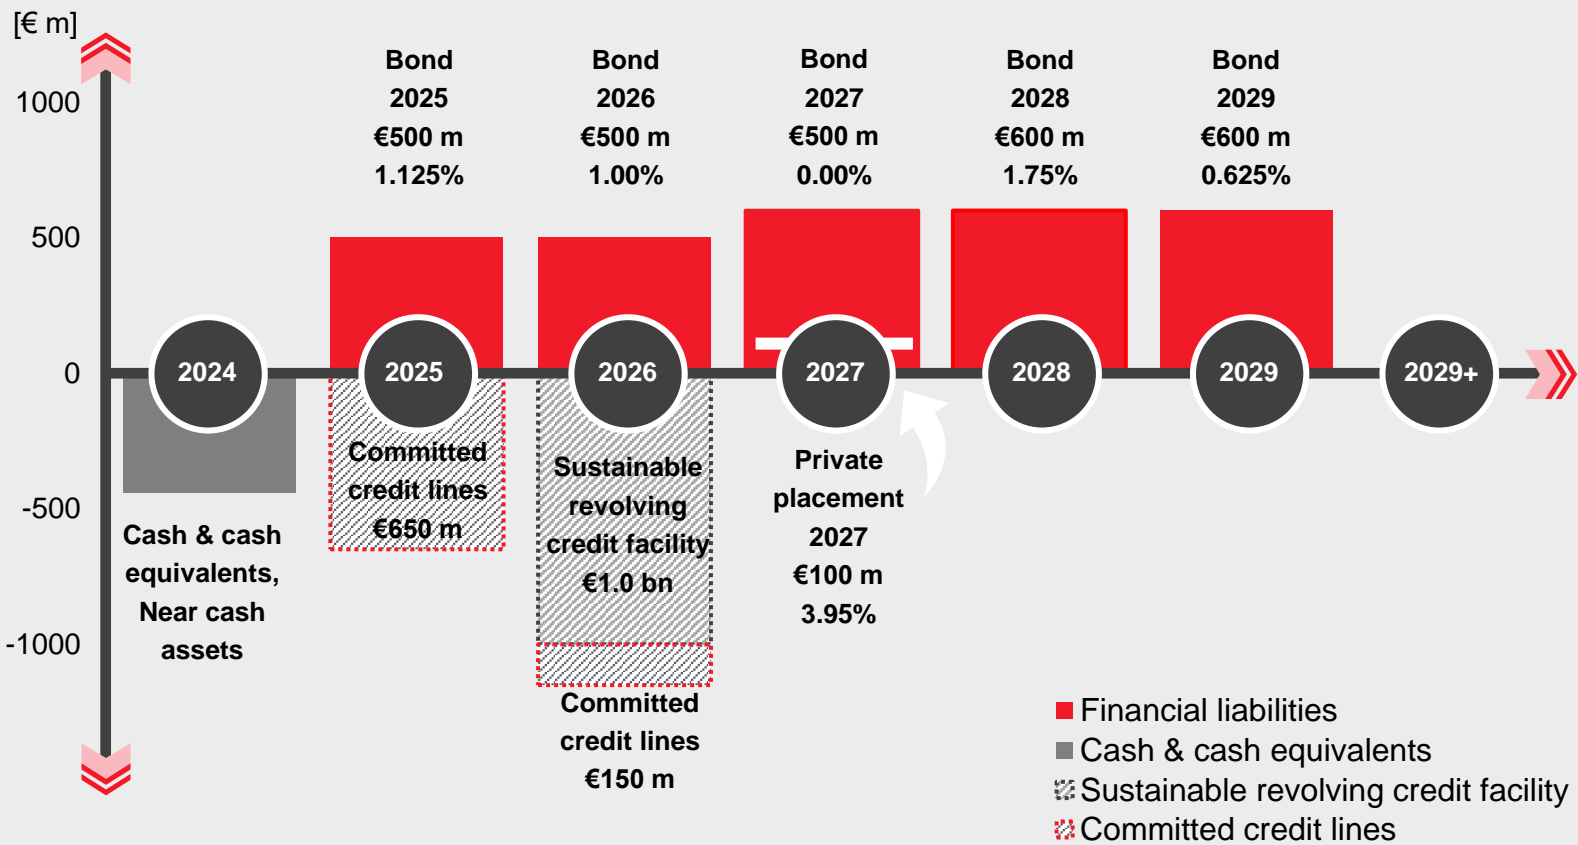 [€ m]
1000
500
0
-500
-1000
Bond
2025
€500 m
1.125%
Bond
2026
€500 m
1.00%
Bond
2027
€500 m
0.00%
Bond
2028
€600 m
1.75%
Bond
2029
€600 m
0.625%
2024
2025
2026
2027
2028
2029
2029+
Cash & cash
equivalents,
Near cash
assets
Committed
credit lines
€650 m
Sustainable
revolving
credit facility
€1.0 bn
Committed
credit lines
€150 m
Private
placement
2027
€100 m
3.95%
Financial liabilities
Cash & cash equivalents
Sustainable revolving credit facility
Committed credit lines